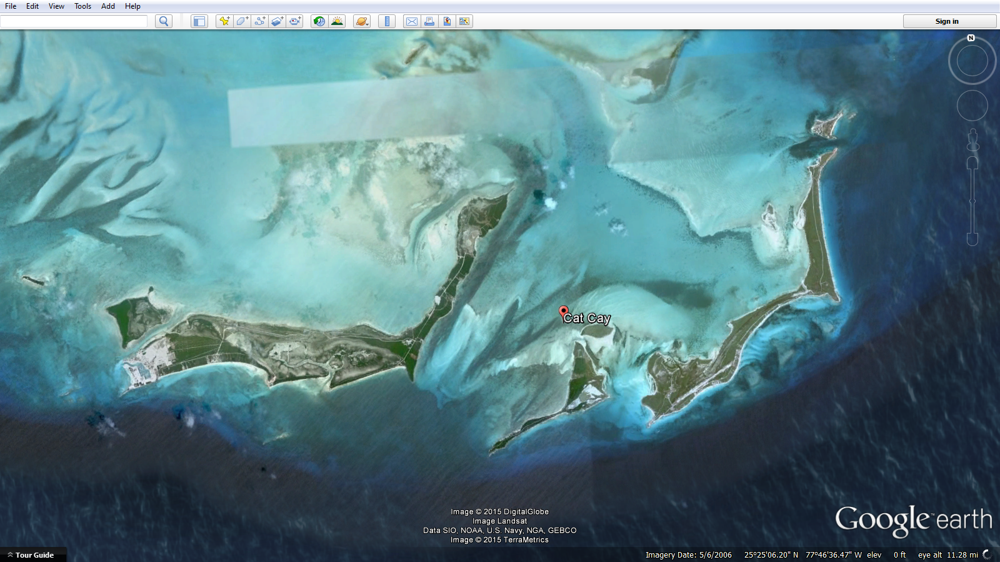 File Edit View Tools Add Help
Sign in
N
Cat Cay
Image © 2015 DigitalGlobe
Image Landsat
Data SIO, NOAA, U.S. Navy, NGA, GEBCO
Image © 2015 TerraMetrics
Google™ earth
Tour Guide
Imagery Date: 5/6/2006 25°25'06.20" N 77°46'36.47" W elev 0 ft eye alt 11.28 mi